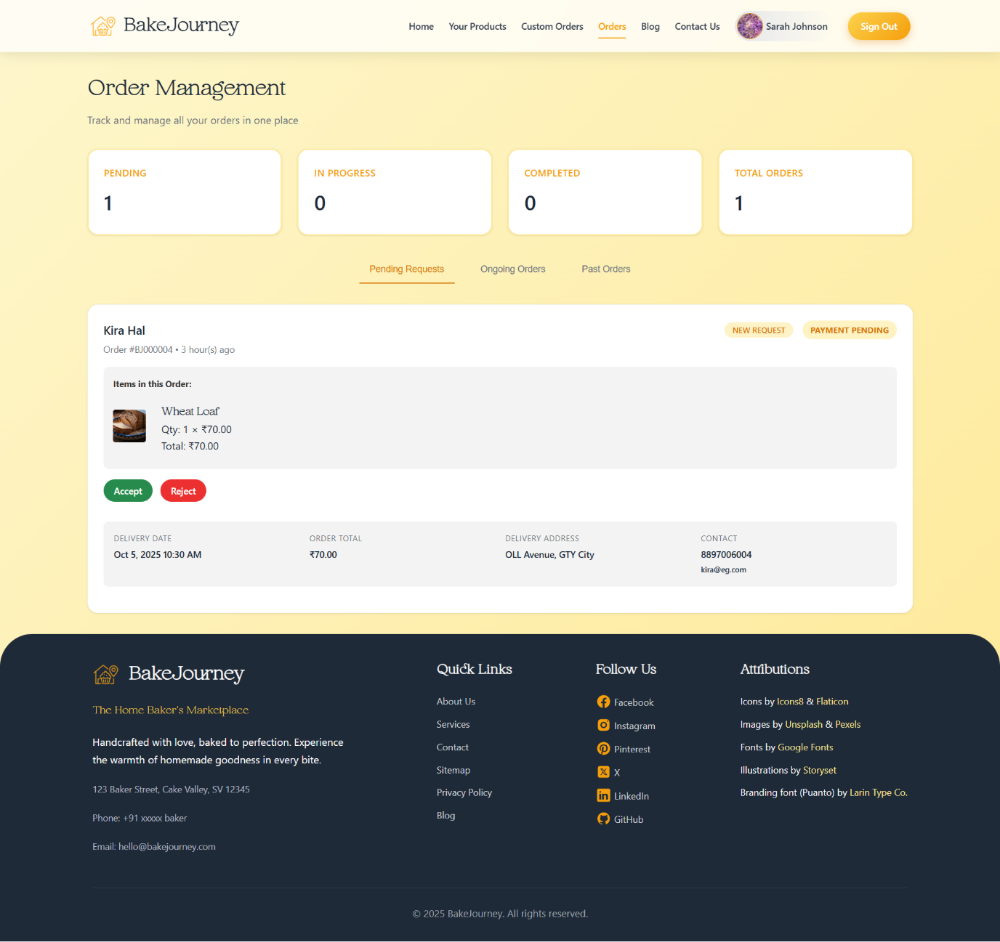 BakeJourney
Home Your Products Custom Orders Orders Blog Contact Us Sarah Johnson Sign Out
Order Management
Track and manage all your orders in one place
PENDING
1
IN PROGRESS
0
COMPLETED
0
TOTAL ORDERS
1
Pending Requests Ongoing Orders Past Orders
Kira Hal
NEW REQUEST PAYMENT PENDING
Order #BJ000004 • 3 hour(s) ago
Items in this Order:
Wheat Loaf
Qty: 1 × ₹70.00
Total: ₹70.00
Accept Reject
DELIVERY DATE
Oct 5, 2025 10:30 AM
ORDER TOTAL
₹70.00
DELIVERY ADDRESS
OLL Avenue, GTY City
CONTACT
8897006004
kira@eg.com
BakeJourney
The Home Baker's Marketplace
Handcrafted with love, baked to perfection. Experience
the warmth of homemade goodness in every bite.
123 Baker Street, Cake Valley, SV 12345
Phone: +91 xxxxx baker
Email: hello@bakejourney.com
Quick Links
About Us
Services
Contact
Sitemap
Privacy Policy
Blog
Follow Us
Facebook
Instagram
Pinterest
X
LinkedIn
GitHub
Attributions
Icons by Icons8 & Flaticon
Images by Unsplash & Pexels
Fonts by Google Fonts
Illustrations by Storyset
Branding font (Puanto) by Larin Type Co.
© 2025 BakeJourney. All rights reserved.